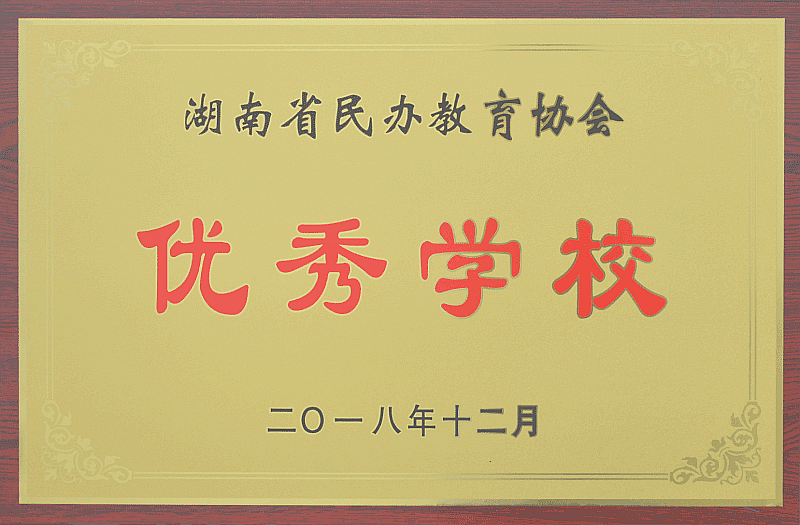 湖南省民办教育协会
优秀学校
二〇一八年十二月